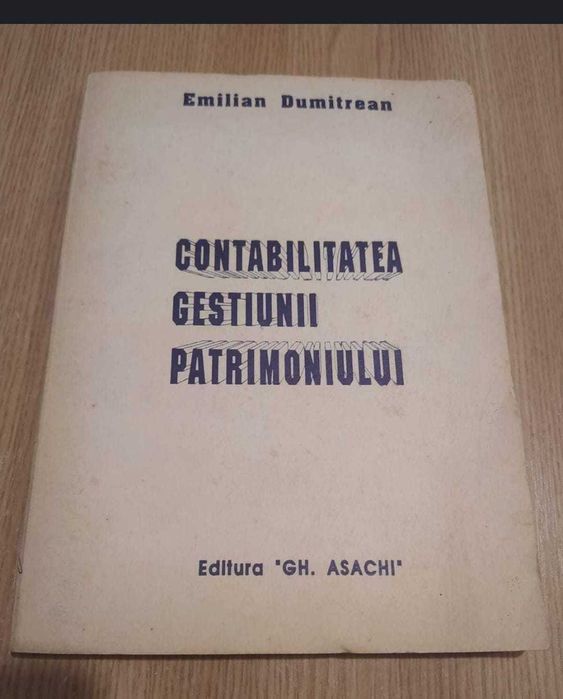 Emilian Dumitrean
CONTABILITATEA
GESTIUNII
PATRIMONIULUI
Editura "GH. ASACHI"